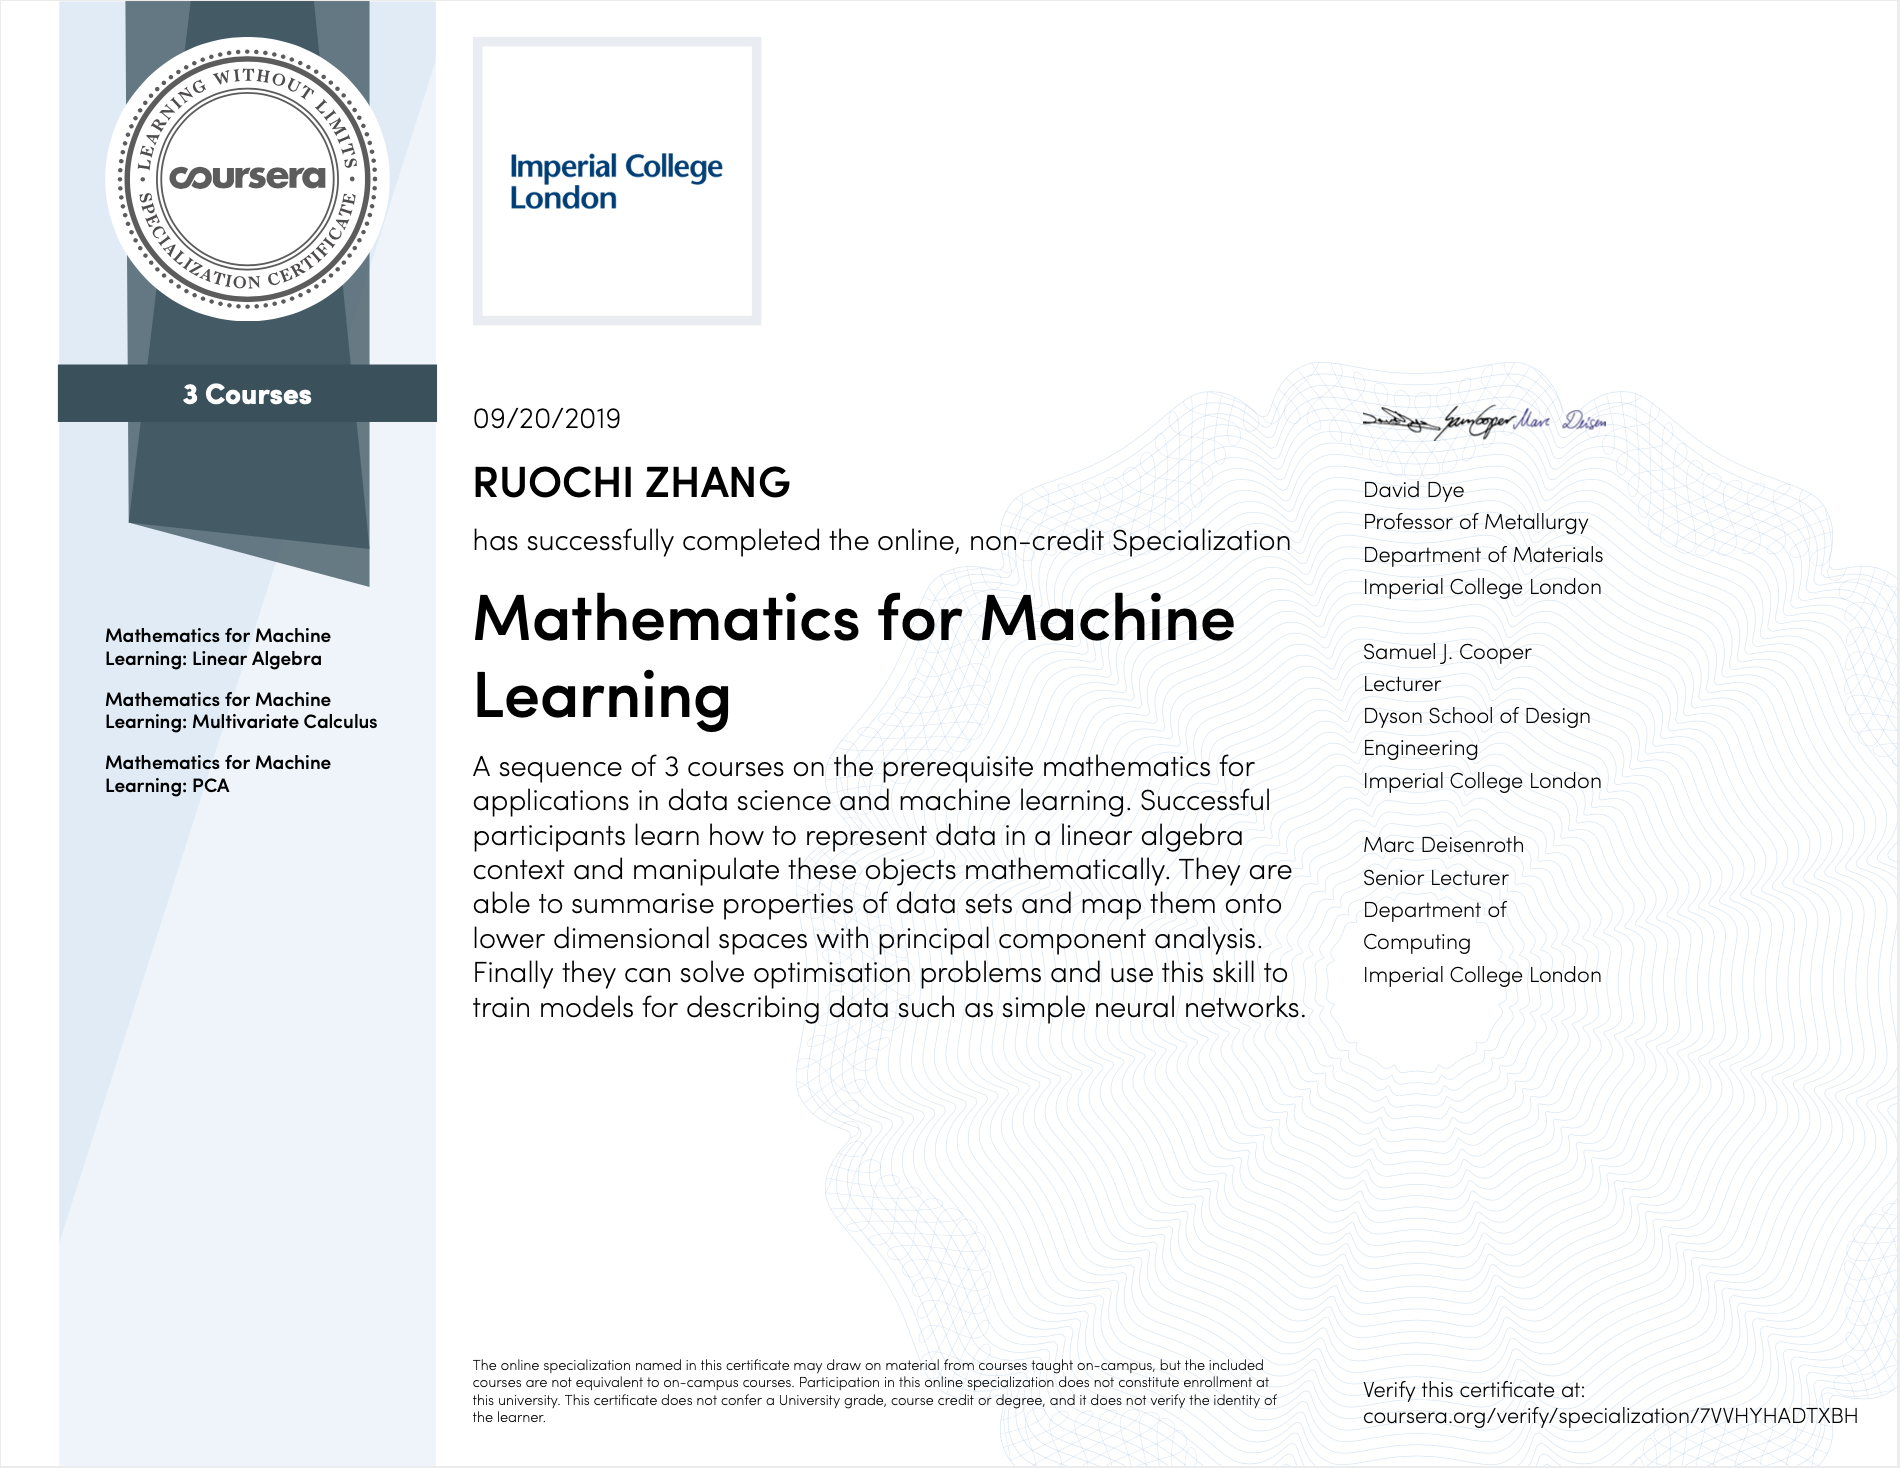 LEARNING WITHOUT LIMITS
coursera
SPECIALIZATION CERTIFICATE
3 Courses
Mathematics for Machine
Learning: Linear Algebra
Mathematics for Machine
Learning: Multivariate Calculus
Mathematics for Machine
Learning: PCA
Imperial College
London
09/20/2019
RUOCHI ZHANG
has successfully completed the online, non-credit Specialization
Mathematics for Machine
Learning
A sequence of 3 courses on the prerequisite mathematics for
applications in data science and machine learning. Successful
participants learn how to represent data in a linear algebra
context and manipulate these objects mathematically. They are
able to summarise properties of data sets and map them onto
lower dimensional spaces with principal component analysis.
Finally they can solve optimisation problems and use this skill to
train models for describing data such as simple neural networks.
Sam Cooper Marc Deisen
David Dye
Professor of Metallurgy
Department of Materials
Imperial College London
Samuel J. Cooper
Lecturer
Dyson School of Design
Engineering
Imperial College London
Marc Deisenroth
Senior Lecturer
Department of
Computing
Imperial College London
The online specialization named in this certificate may draw on material from courses taught on-campus, but the included
courses are not equivalent to on-campus courses. Participation in this online specialization does not constitute enrollment at
this university. This certificate does not confer a University grade, course credit or degree, and it does not verify the identity of
the learner.
Verify this certificate at:
coursera.org/verify/specialization/7VVHYHADTXBH